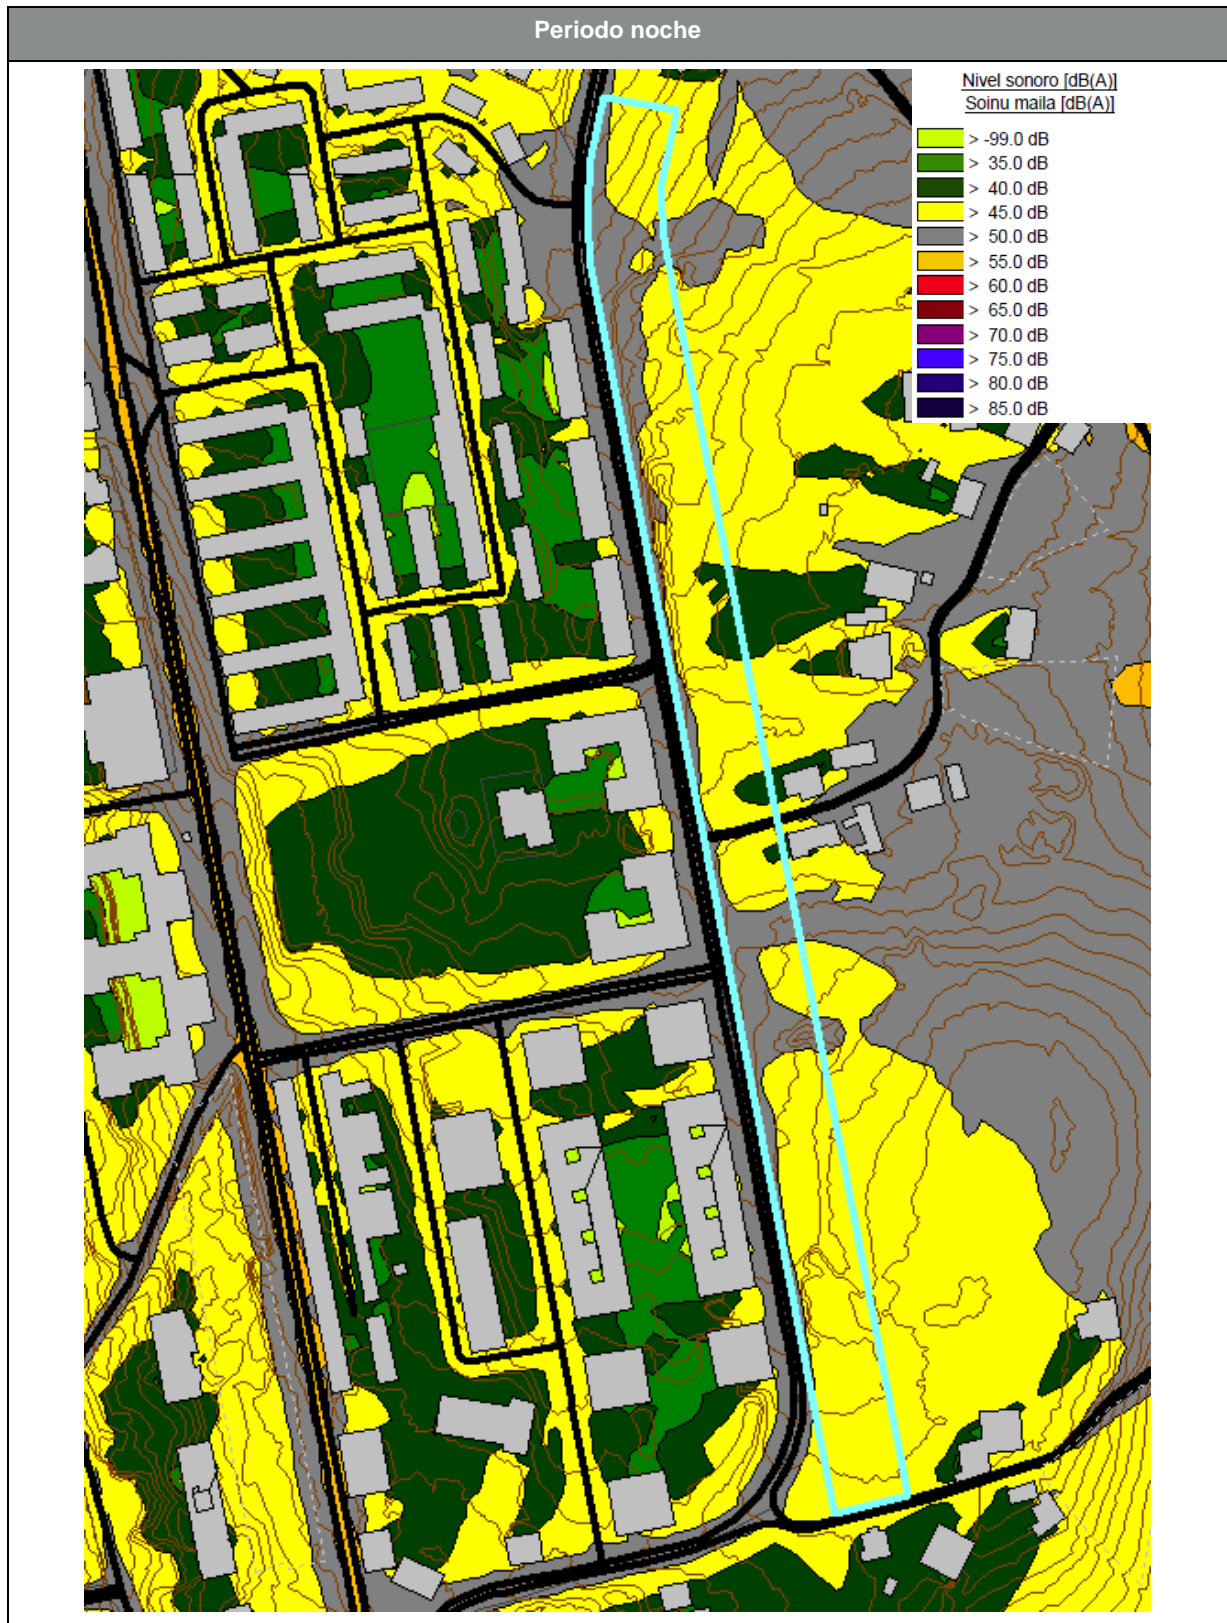 Periodo noche
Nivel sonoro [dB(A)]
Soinu maila [dB(A)]
> -99.0 dB
> 35.0 dB
> 40.0 dB
> 45.0 dB
> 50.0 dB
> 55.0 dB
> 60.0 dB
> 65.0 dB
> 70.0 dB
> 75.0 dB
> 80.0 dB
> 85.0 dB